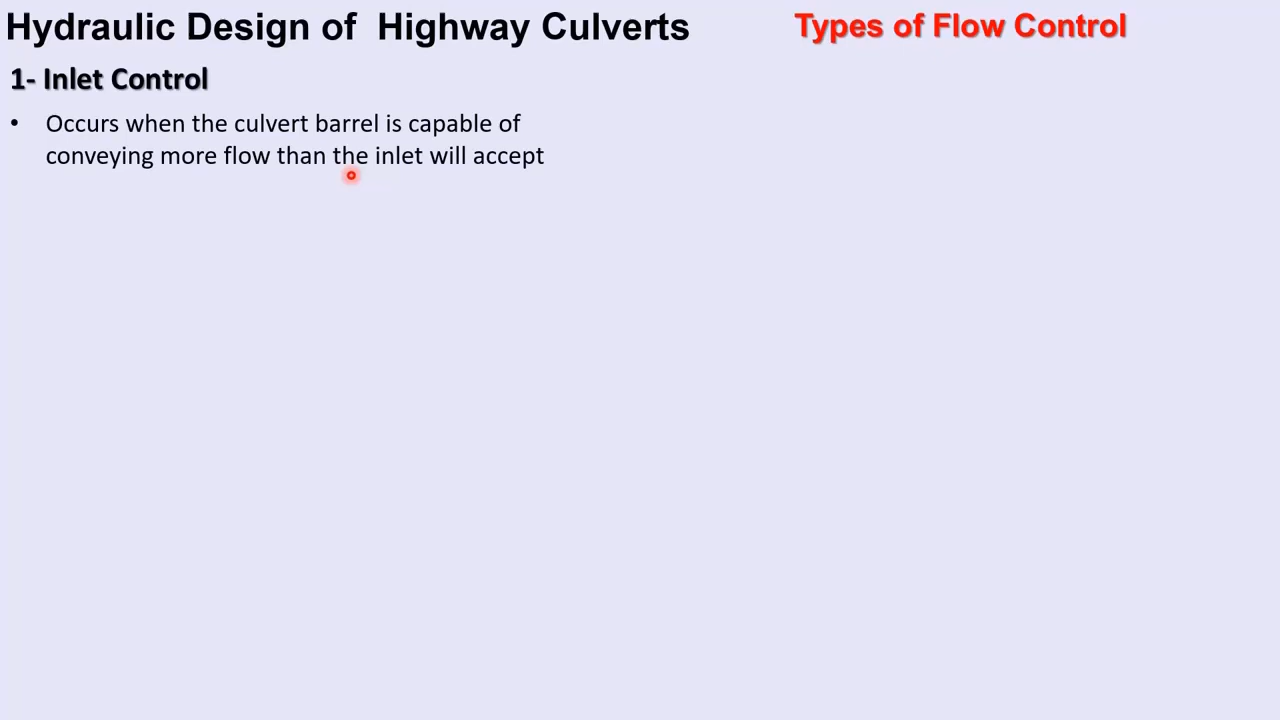 Hydraulic Design of Highway Culverts
Types of Flow Control
1- Inlet Control
• Occurs when the culvert barrel is capable of
conveying more flow than the inlet will accept